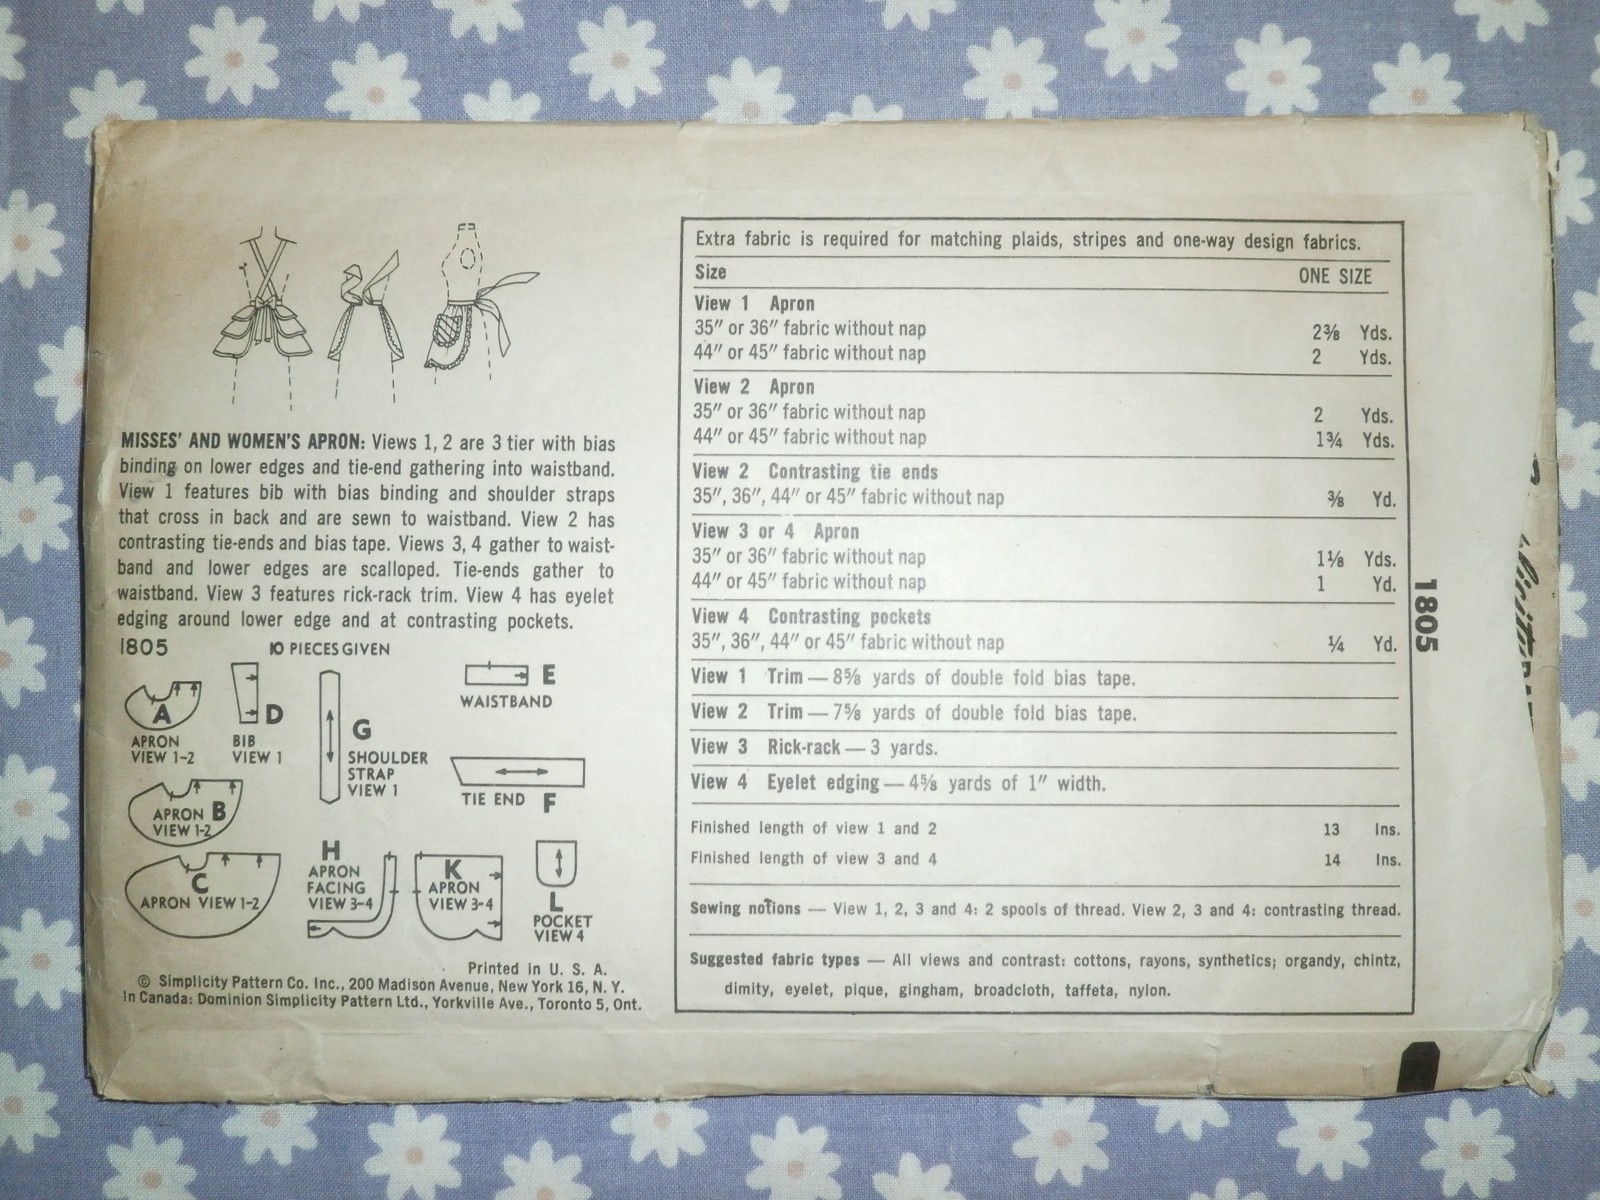 MISSES' AND WOMEN'S APRON: Views 1, 2 are 3 tier with bias
binding on lower edges and tie-end gathering into waistband.
View 1 features bib with bias binding and shoulder straps
that cross in back and are sewn to waistband. View 2 has
contrasting tie-ends and bias tape. Views 3, 4 gather to waist-
band and lower edges are scalloped. Tie-ends gather to
waistband. View 3 features rick-rack trim. View 4 has eyelet
edging around lower edge and at contrasting pockets.
1805 10 PIECES GIVEN
A
APRON
VIEW 1-2
D
BIB
VIEW 1
G
SHOULDER
STRAP
VIEW 1
E
WAISTBAND
TIE END F
APRON B
VIEW 1-2
C
APRON VIEW 1-2
H
APRON
FACING
VIEW 3-4
K
APRON
VIEW 3-4
L
POCKET
VIEW 4
Printed in U. S. A.
© Simplicity Pattern Co. Inc., 200 Madison Avenue, New York 16, N. Y.
In Canada: Dominion Simplicity Pattern Ltd., Yorkville Ave., Toronto 5, Ont.
Extra fabric is required for matching plaids, stripes and one-way design fabrics.
Size ONE SIZE
View 1 Apron
35" or 36" fabric without nap 2⅜ Yds.
44" or 45" fabric without nap 2 Yds.
View 2 Apron
35" or 36" fabric without nap 2 Yds.
44" or 45" fabric without nap 1¾ Yds.
View 2 Contrasting tie ends
35", 36", 44" or 45" fabric without nap ⅜ Yd.
View 3 or 4 Apron
35" or 36" fabric without nap 1⅛ Yds.
44" or 45" fabric without nap 1 Yd.
View 4 Contrasting pockets
35", 36", 44" or 45" fabric without nap ¼ Yd.
View 1 Trim — 8⅝ yards of double fold bias tape.
View 2 Trim — 7⅝ yards of double fold bias tape.
View 3 Rick-rack — 3 yards.
View 4 Eyelet edging — 4⅝ yards of 1" width.
Finished length of view 1 and 2 13 Ins.
Finished length of view 3 and 4 14 Ins.
Sewing notions — View 1, 2, 3 and 4: 2 spools of thread. View 2, 3 and 4: contrasting thread.
Suggested fabric types — All views and contrast: cottons, rayons, synthetics; organdy, chintz,
dimity, eyelet, pique, gingham, broadcloth, taffeta, nylon.
1805